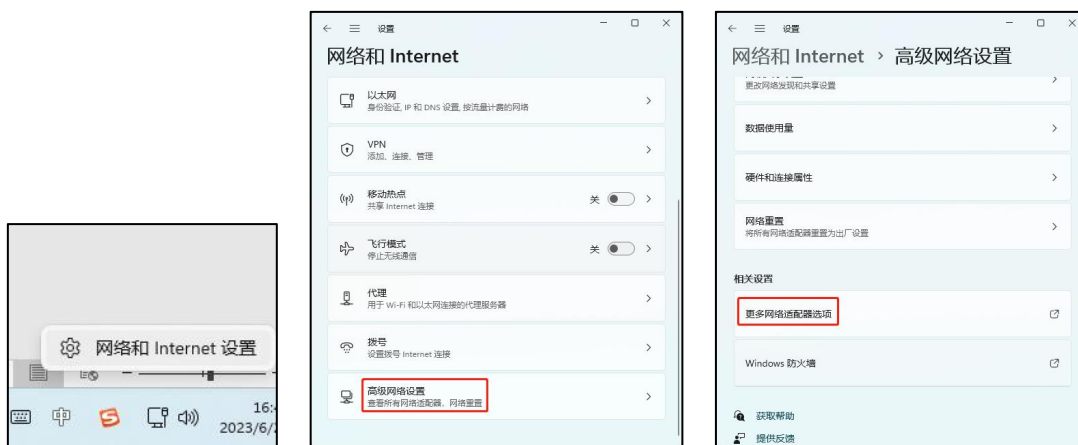 网络和 Internet 设置
中
16:4
2023/6/2
设置
网络和 Internet
以太网
身份验证, IP 和 DNS 设置, 按流量计费的网络
VPN
添加、连接、管理
移动热点
共享 Internet 连接
关
飞行模式
停止无线通信
关
代理
用于 Wi-Fi 和以太网连接的代理服务器
拨号
设置拨号 Internet 连接
高级网络设置
查看所有网络适配器，网络重置
设置
网络和 Internet › 高级网络设置
更改网络发现和共享设置
数据使用量
硬件和连接属性
网络重置
将所有网络适配器重置为出厂设置
相关设置
更多网络适配器选项
Windows 防火墙
获取帮助
提供反馈